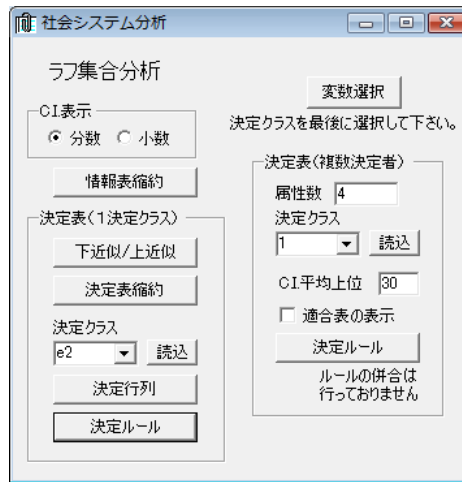 社会システム分析
ラフ集合分析
C.I.表示
分数 小数
情報表縮約
決定表(1決定クラス)
下近似/上近似
決定表縮約
決定クラス
e2 読込
決定行列
決定ルール
変数選択
決定クラスを最後に選択して下さい。
決定表(複数決定者)
属性数 4
決定クラス
1 読込
C.I.平均上位 30
適合表の表示
決定ルール
ルールの併合は
行っておりません